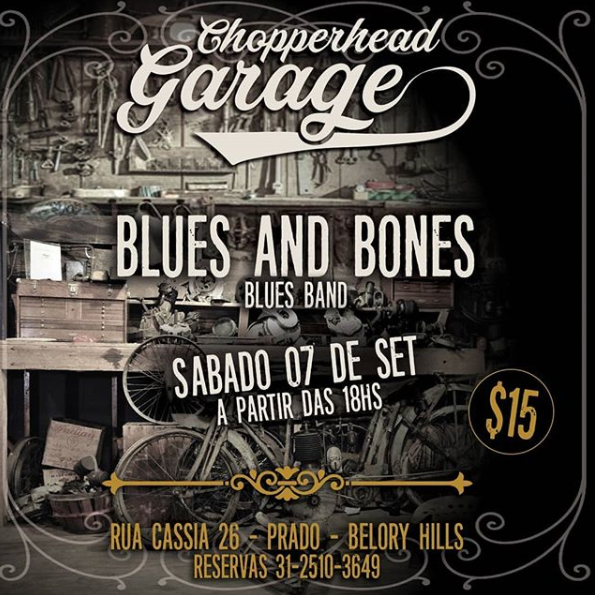 Chopperhead
Garage
BLUES AND BONES
BLUES BAND
SABADO 07 DE SET
A PARTIR DAS 18HS
$15
RUA CASSIA 26 - PRADO - BELORY HILLS
RESERVAS 31-2510-3649